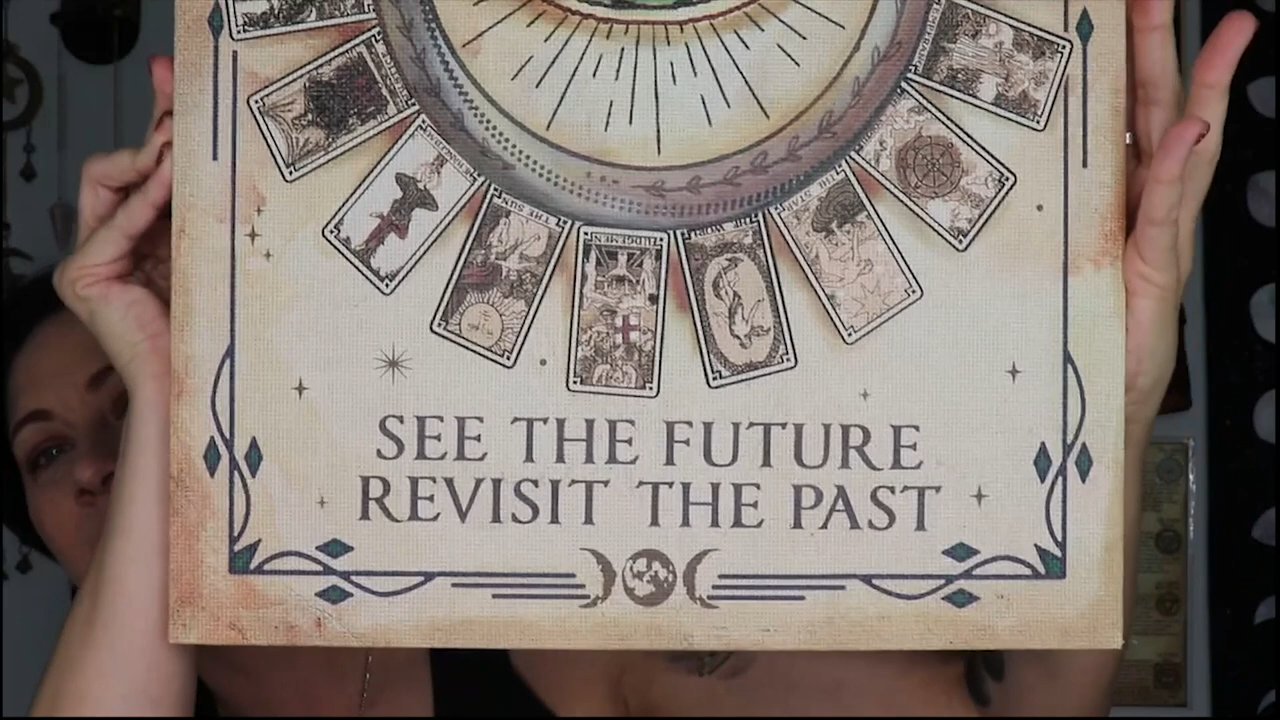 THE SUN
JUDGEMENT
THE WORLD
THE STAR
SEE THE FUTURE
REVISIT THE PAST